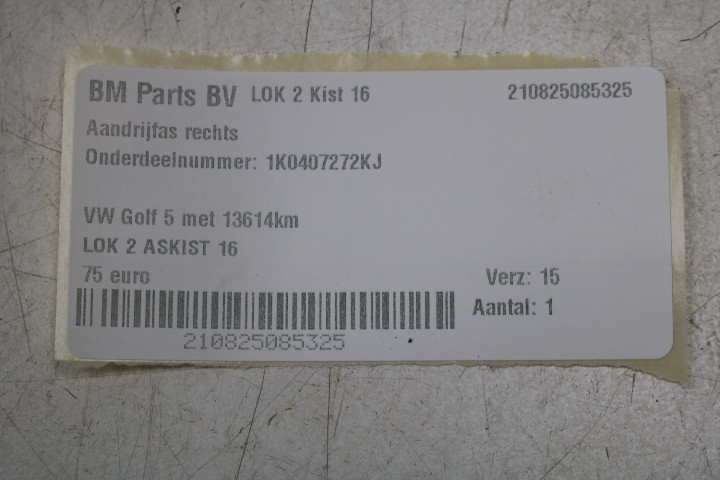 BM Parts BV LOK 2 Kist 16 210825085325
Aandrijfas rechts
Onderdeelnummer: 1K0407272KJ
VW Golf 5 met 13614km
LOK 2 ASKIST 16
75 euro Verz: 15
Aantal: 1
210825085325